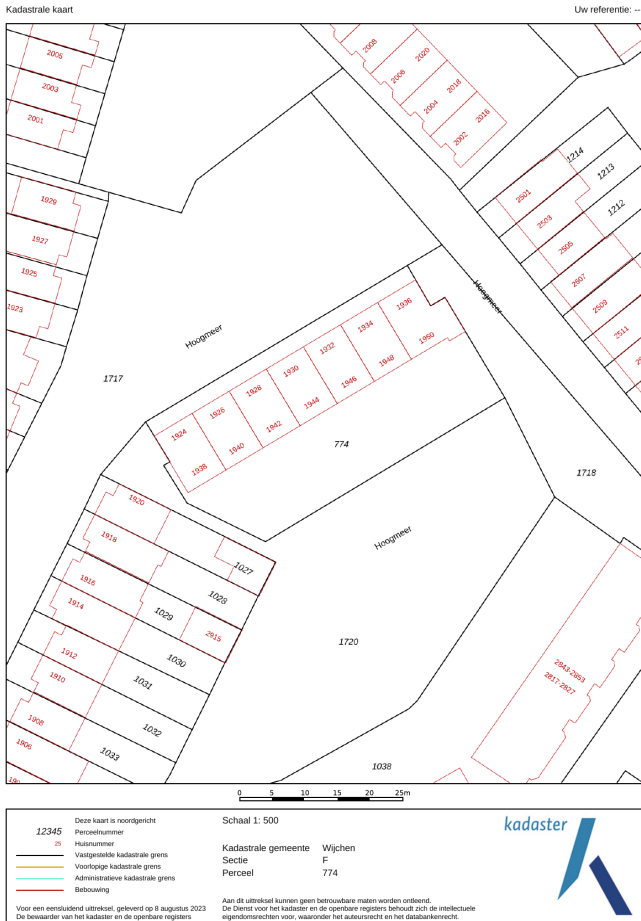 Kadastrale kaart
Uw referentie: --
2005
2003
2001
2008
2006
2004
2002
2020
2018
2016
1214
1213
1212
2501
2503
2505
2507
2509
2511
1929
1927
1925
1923
Hoogmeer
Hoogmeer
1717
1936
1934
1932
1930
1928
1926
1924
1950
1948
1946
1944
1942
1940
1938
774
1718
Hoogmeer
1920
1918
1916
1914
1912
1910
1908
1906
1027
1028
1029
2915
1030
1031
1032
1033
1720
2843-2853
2817-2827
1038
0 5 10 15 20 25m
Deze kaart is noordgericht
12345 Perceelnummer
25 Huisnummer
Vastgestelde kadastrale grens
Voorlopige kadastrale grens
Administratieve kadastrale grens
Bebouwing
Voor een eensluidend uittreksel, geleverd op 8 augustus 2023
De bewaarder van het kadaster en de openbare registers
Schaal 1: 500
Kadastrale gemeente Wijchen
Sectie F
Perceel 774
Aan dit uittreksel kunnen geen betrouwbare maten worden ontleend.
De Dienst voor het kadaster en de openbare registers behoudt zich de intellectuele
eigendomsrechten voor, waaronder het auteursrecht en het databankenrecht.
kadaster